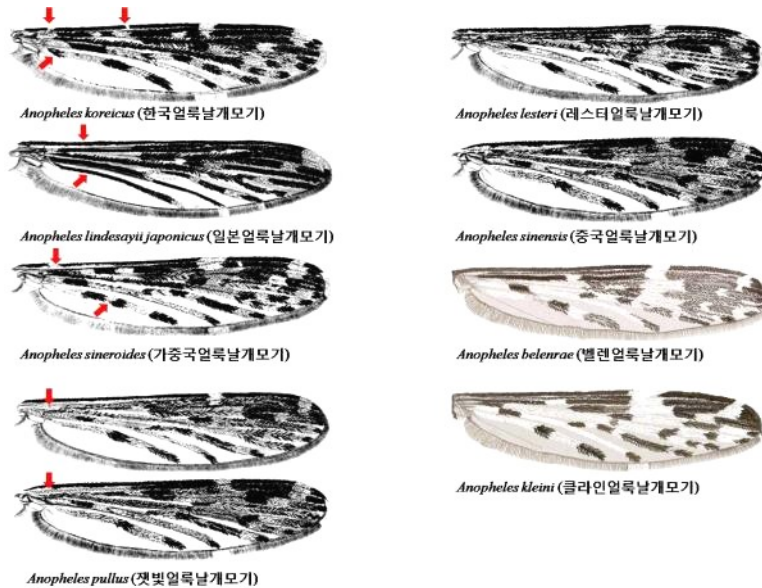 Anopheles koreicus (한국얼룩날개모기)
Anopheles lesteri (레스터얼룩날개모기)
Anopheles lindesayii japonicus (일본얼룩날개모기)
Anopheles sinensis (중국얼룩날개모기)
Anopheles sineroides (가중국얼룩날개모기)
Anopheles belenrae (벨렌얼룩날개모기)
Anopheles kleini (클라인얼룩날개모기)
Anopheles pullus (잿빛얼룩날개모기)